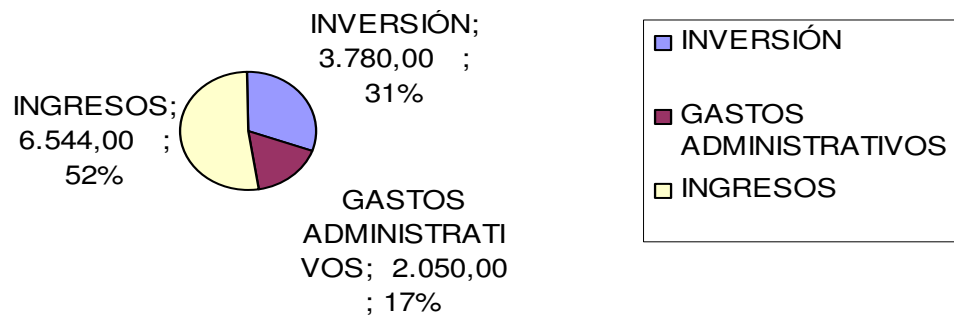 INVERSIÓN;
3.780,00 ;
31%
INGRESOS;
6.544,00 ;
52%
GASTOS
ADMINISTRATI
VOS; 2.050,00
; 17%
INVERSIÓN
GASTOS
ADMINISTRATIVOS
INGRESOS